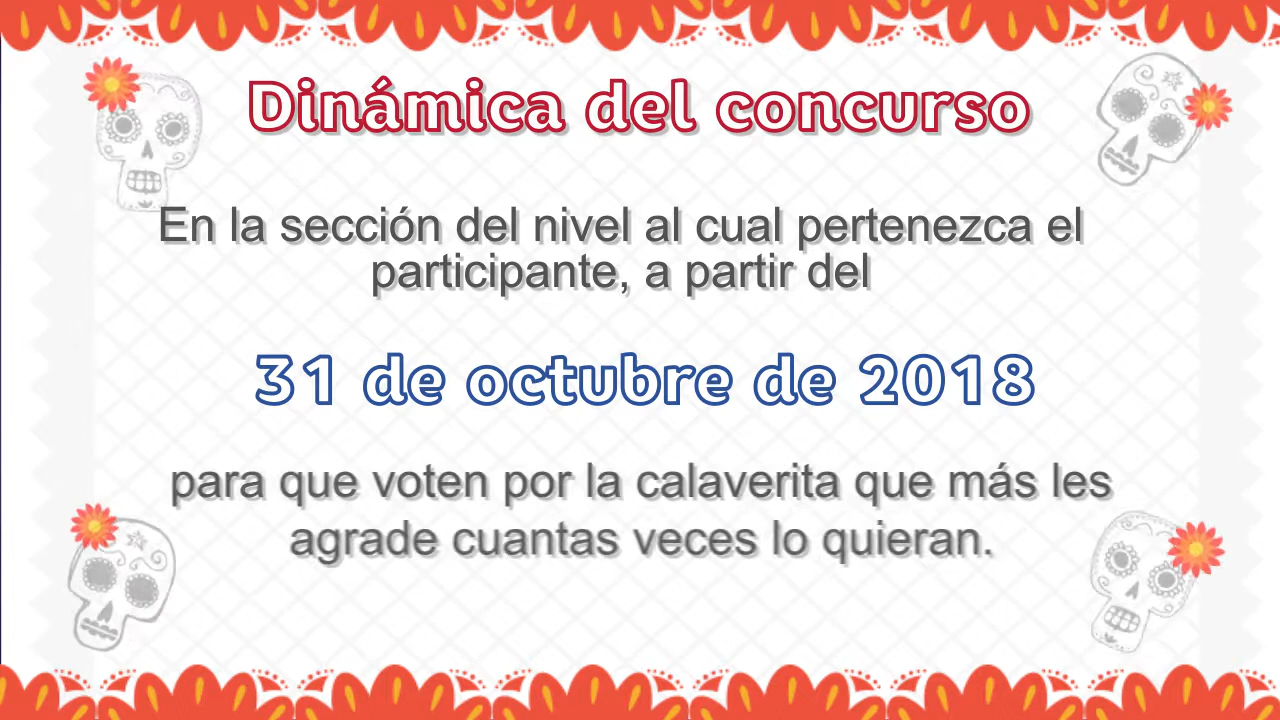 Dinámica del concurso
En la sección del nivel al cual pertenezca el
participante, a partir del
31 de octubre de 2018
para que voten por la calaverita que más les
agrade cuantas veces lo quieran.